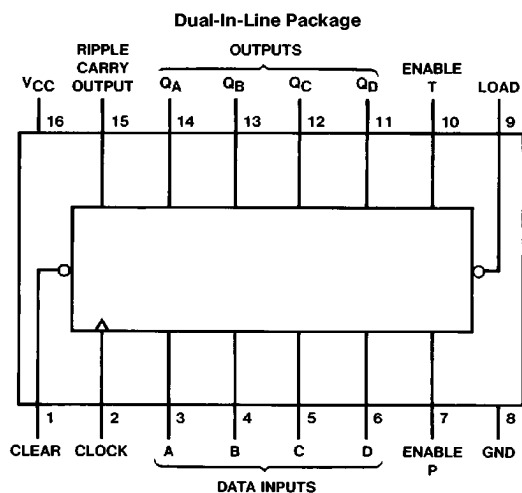 Dual-In-Line Package
RIPPLE
CARRY
OUTPUT
OUTPUTS
ENABLE
T
VCC
QA
QB
QC
QD
LOAD
16
15
14
13
12
11
10
9
1
2
3
4
5
6
7
8
CLEAR
CLOCK
A
B
C
D
ENABLE
P
GND
DATA INPUTS